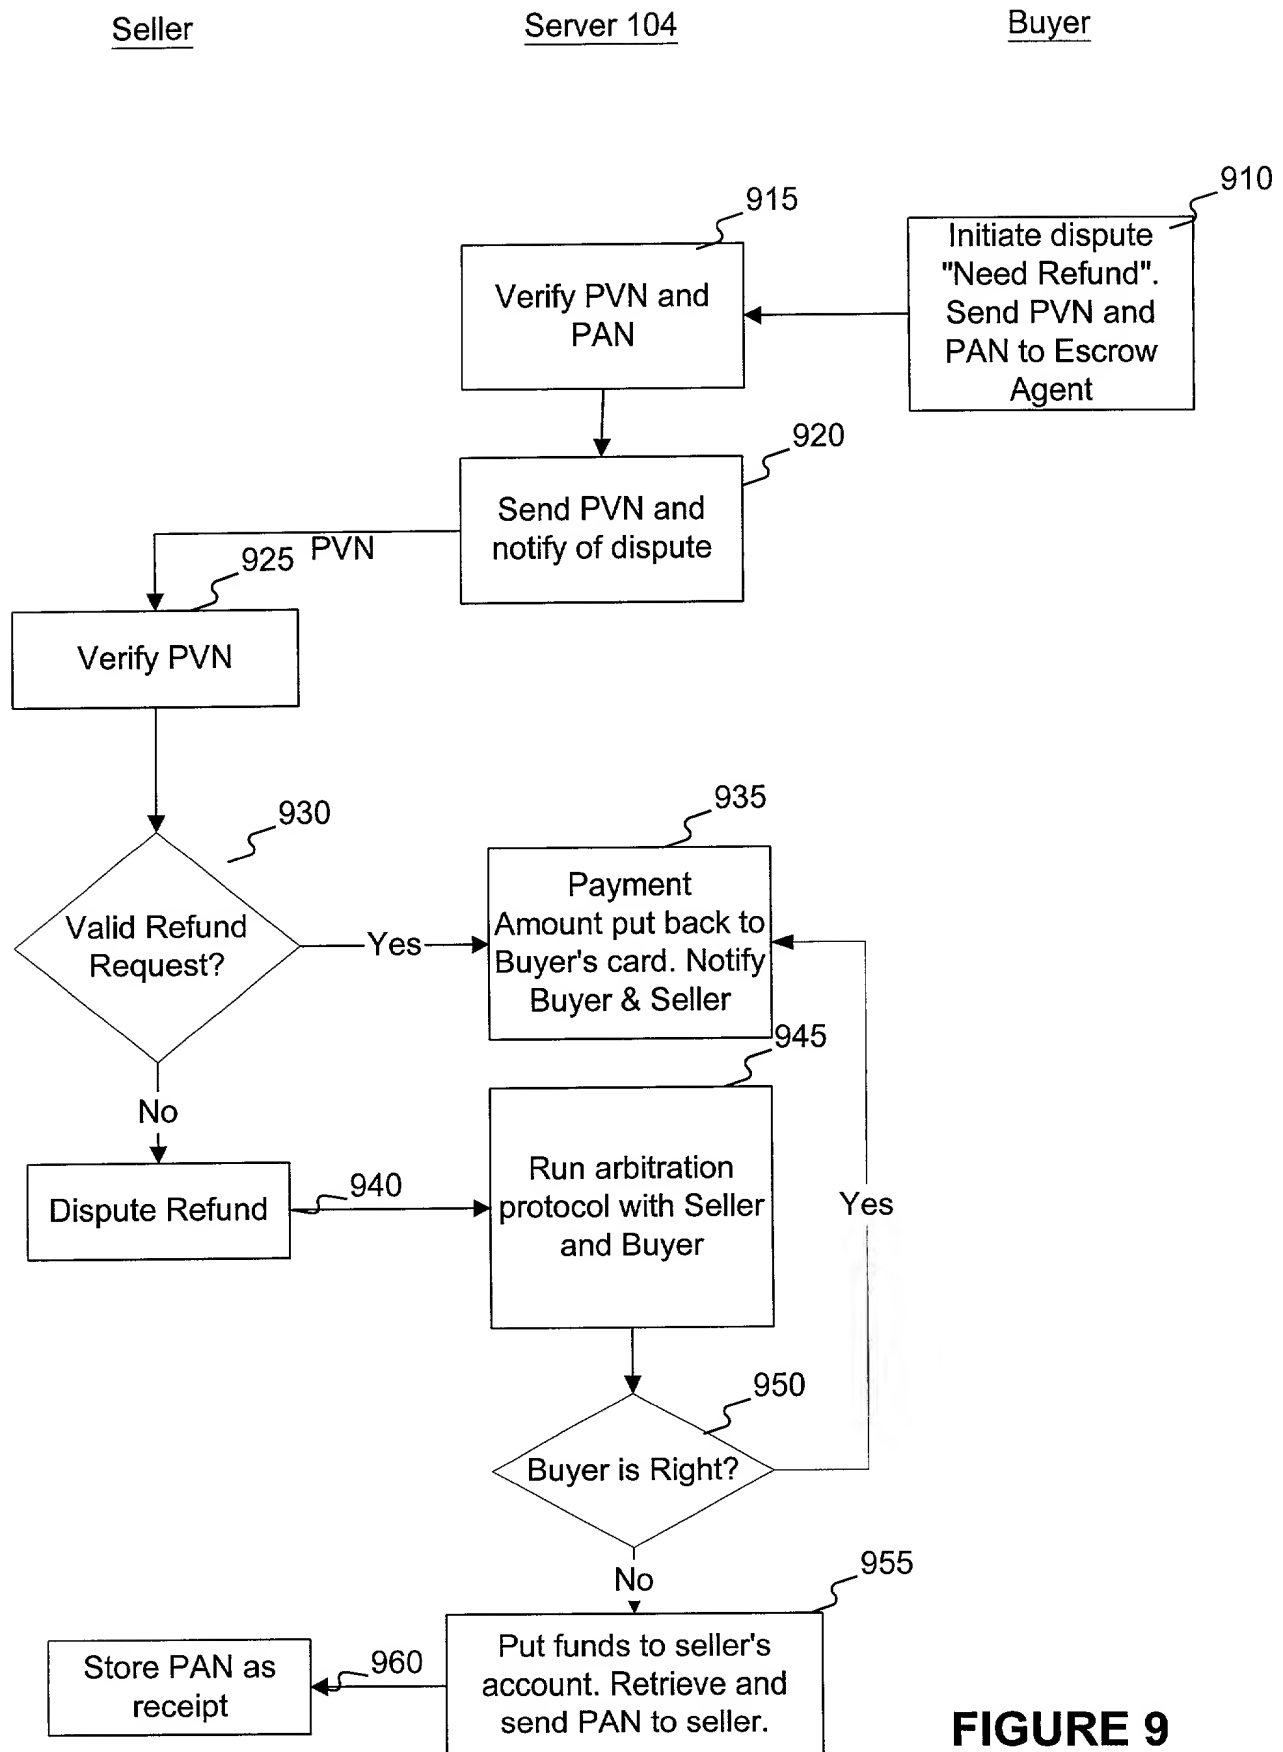 Seller
Server 104
Buyer
910
915
Initiate dispute
"Need Refund".
Send PVN and
PAN to Escrow
Agent
Verify PVN and
PAN
920
Send PVN and
notify of dispute
PVN
925
Verify PVN
930
935
Valid Refund
Request?
Yes
Payment
Amount put back to
Buyer's card. Notify
Buyer & Seller
945
No
Dispute Refund
940
Run arbitration
protocol with Seller
and Buyer
Yes
950
Buyer is Right?
No
955
Store PAN as
receipt
960
Put funds to seller's
account. Retrieve and
send PAN to seller.
FIGURE 9